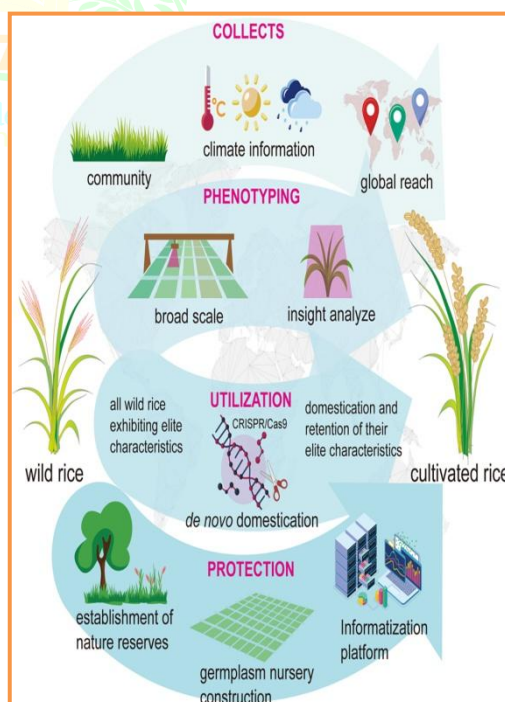 COLLECTS
°C
climate information
community
global reach
PHENOTYPING
broad scale
insight analyze
UTILIZATION
CRISPR/Cas9
all wild rice
exhibiting elite
characteristics
domestication and
retention of their
elite characteristics
wild rice
cultivated rice
de novo domestication
PROTECTION
establishment of
nature reserves
Informatization
platform
germplasm nursery
construction